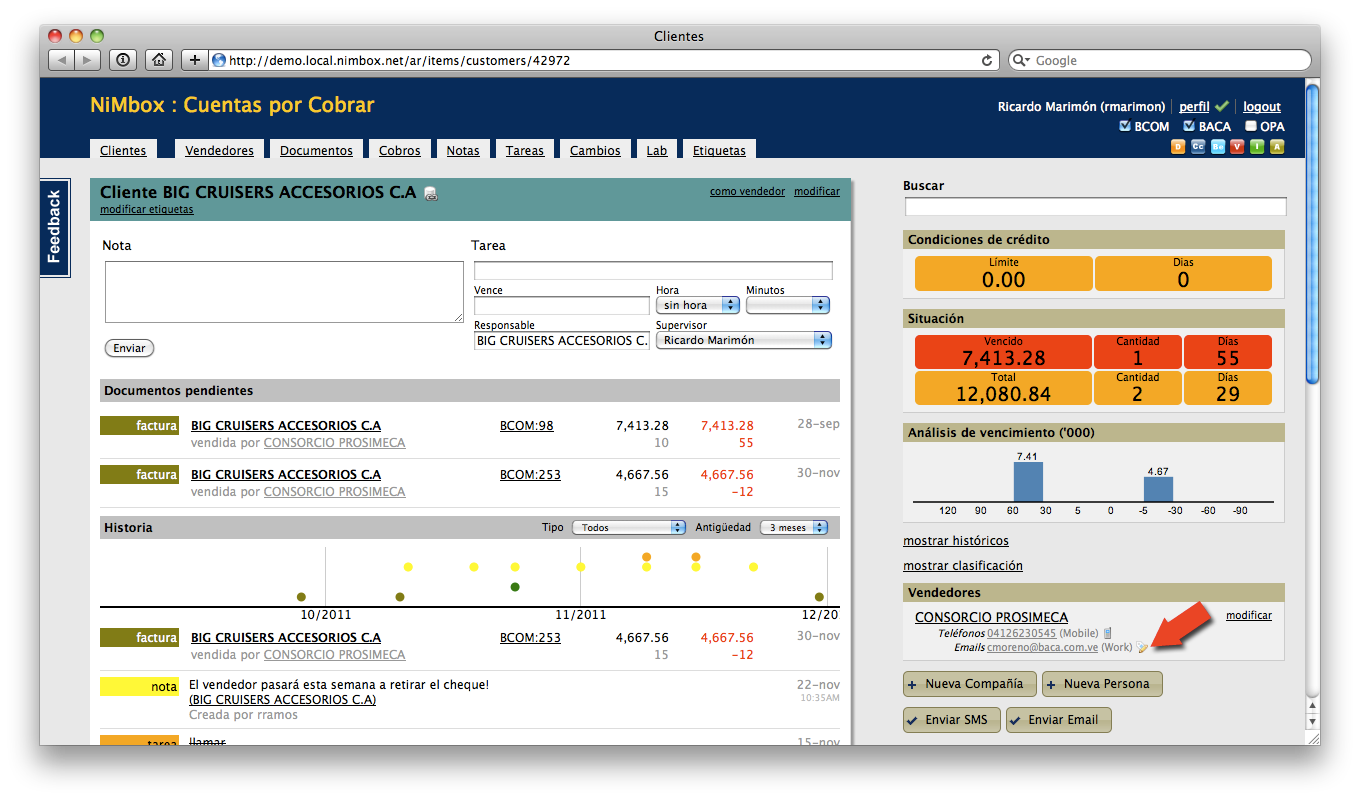 Clientes
http://demo.local.nimbox.net/ar/items/customers/42972
Google
NiMbox : Cuentas por Cobrar
Ricardo Marimón (rmarimon) perfil logout
BCOM BACA OPA
Clientes Vendedores Documentos Cobros Notas Tareas Cambios Lab Etiquetas
D Cc Be V I A
Feedback
Cliente BIG CRUISERS ACCESORIOS C.A como vendedor modificar
modificar etiquetas
Nota
Enviar
Tarea
Vence Hora Minutos
sin hora
Responsable Supervisor
BIG CRUISERS ACCESORIOS C. Ricardo Marimón
Documentos pendientes
factura BIG CRUISERS ACCESORIOS C.A BCOM:98 7,413.28 7,413.28 28-sep
vendida por CONSORCIO PROSIMECA 10 55
factura BIG CRUISERS ACCESORIOS C.A BCOM:253 4,667.56 4,667.56 30-nov
vendida por CONSORCIO PROSIMECA 15 -12
Historia Tipo Todos Antigüedad 3 meses
10/2011 11/2011 12/20
factura BIG CRUISERS ACCESORIOS C.A BCOM:253 4,667.56 4,667.56 30-nov
vendida por CONSORCIO PROSIMECA 15 -12
nota El vendedor pasará esta semana a retirar el cheque! 22-nov
(BIG CRUISERS ACCESORIOS C.A) 10:35AM
Creada por rramos
tarea llamar 15-nov
Buscar
Condiciones de crédito
Límite Dias
0.00 0
Situación
Vencido Cantidad Días
7,413.28 1 55
Total Cantidad Días
12,080.84 2 29
Análisis de vencimiento ('000)
7.41 4.67
120 90 60 30 5 0 -5 -30 -60 -90
mostrar históricos
mostrar clasificación
Vendedores
CONSORCIO PROSIMECA modificar
Teléfonos 04126230545 (Mobile)
Emails cmoreno@baca.com.ve (Work)
+ Nueva Compañía + Nueva Persona
Enviar SMS Enviar Email